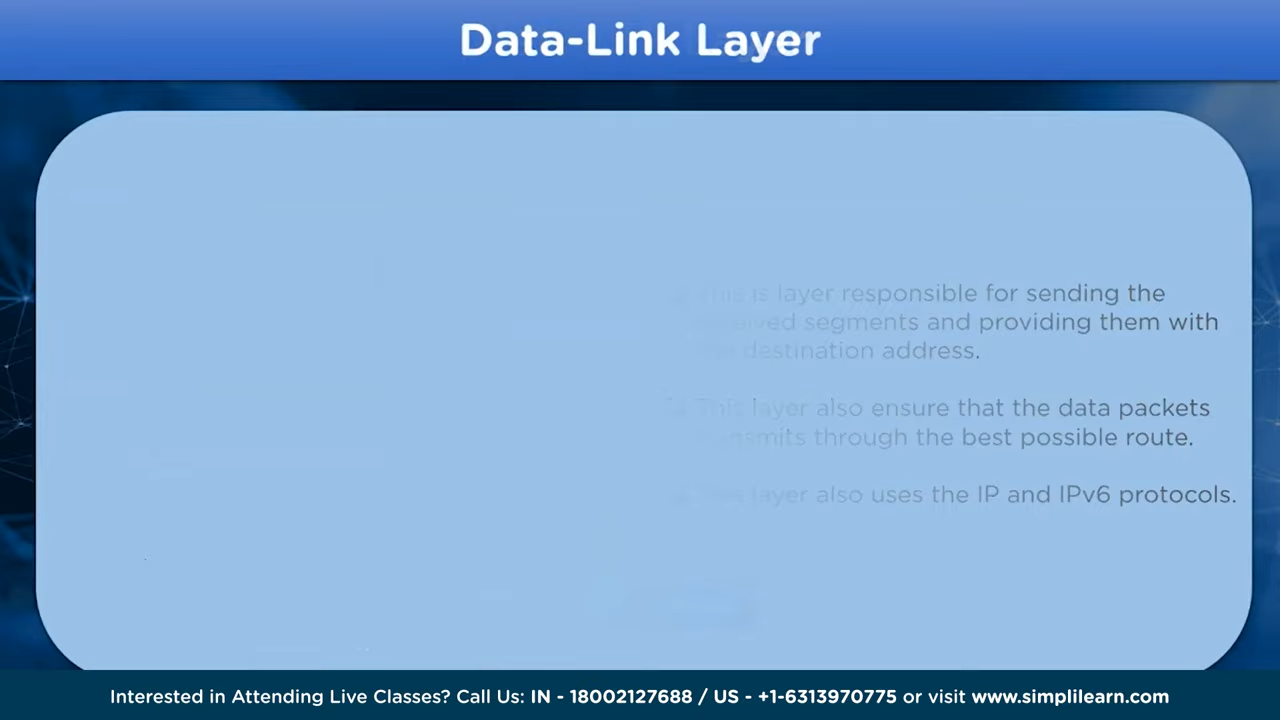 Data-Link Layer
This is layer responsible for sending the
received segments and providing them with
the destination address.
This layer also ensure that the data packets
transmits through the best possible route.
This layer also uses the IP and IPv6 protocols.
Interested in Attending Live Classes? Call Us: IN - 18002127688 / US - +1-6313970775 or visit www.simplilearn.com